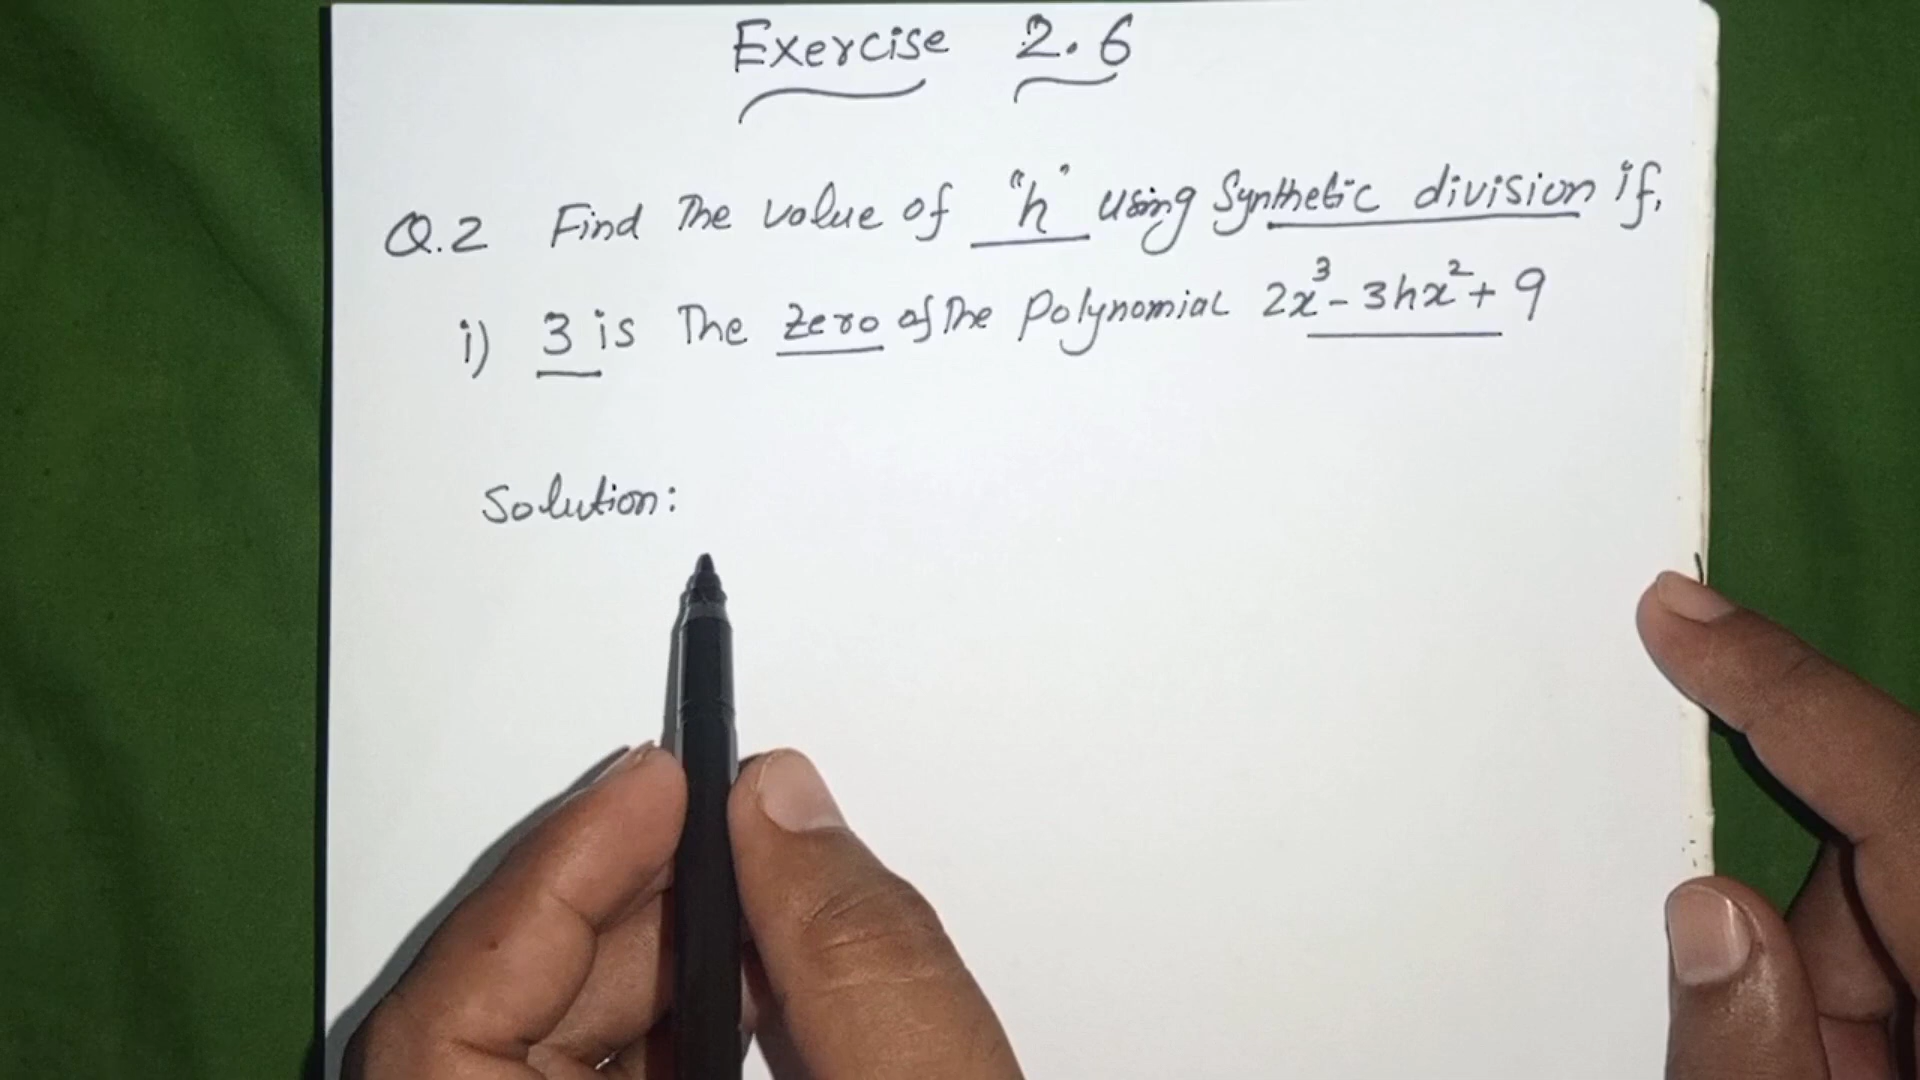 Exercise 2.6
Q.2 Find The value of "h" using Synthetic division if,
i) 3 is The zero of The Polynomial 2x³ - 3hx² + 9
Solution: